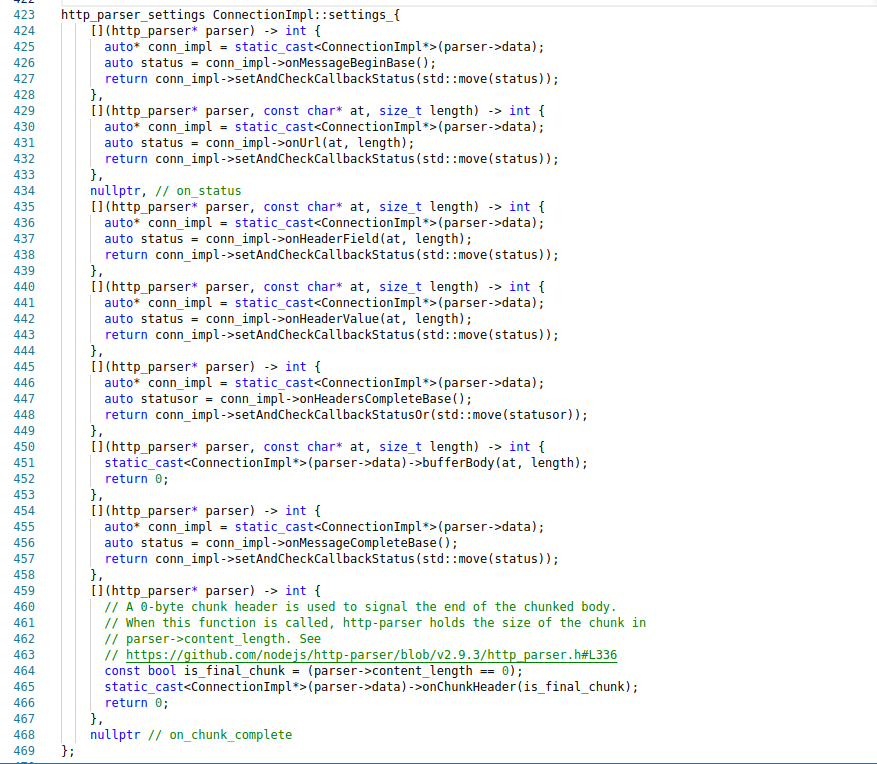 423 http_parser_settings ConnectionImpl::settings_{
424     [](http_parser* parser) -> int {
425       auto* conn_impl = static_cast<ConnectionImpl*>(parser->data);
426       auto status = conn_impl->onMessageBeginBase();
427       return conn_impl->setAndCheckCallbackStatus(std::move(status));
428     },
429     [](http_parser* parser, const char* at, size_t length) -> int {
430       auto* conn_impl = static_cast<ConnectionImpl*>(parser->data);
431       auto status = conn_impl->onUrl(at, length);
432       return conn_impl->setAndCheckCallbackStatus(std::move(status));
433     },
434     nullptr, // on_status
435     [](http_parser* parser, const char* at, size_t length) -> int {
436       auto* conn_impl = static_cast<ConnectionImpl*>(parser->data);
437       auto status = conn_impl->onHeaderField(at, length);
438       return conn_impl->setAndCheckCallbackStatus(std::move(status));
439     },
440     [](http_parser* parser, const char* at, size_t length) -> int {
441       auto* conn_impl = static_cast<ConnectionImpl*>(parser->data);
442       auto status = conn_impl->onHeaderValue(at, length);
443       return conn_impl->setAndCheckCallbackStatus(std::move(status));
444     },
445     [](http_parser* parser) -> int {
446       auto* conn_impl = static_cast<ConnectionImpl*>(parser->data);
447       auto statusor = conn_impl->onHeadersCompleteBase();
448       return conn_impl->setAndCheckCallbackStatusOr(std::move(statusor));
449     },
450     [](http_parser* parser, const char* at, size_t length) -> int {
451       static_cast<ConnectionImpl*>(parser->data)->bufferBody(at, length);
452       return 0;
453     },
454     [](http_parser* parser) -> int {
455       auto* conn_impl = static_cast<ConnectionImpl*>(parser->data);
456       auto status = conn_impl->onMessageCompleteBase();
457       return conn_impl->setAndCheckCallbackStatus(std::move(status));
458     },
459     [](http_parser* parser) -> int {
460       // A 0-byte chunk header is used to signal the end of the chunked body.
461       // When this function is called, http-parser holds the size of the chunk in
462       // parser->content_length. See
463       // https://github.com/nodejs/http-parser/blob/v2.9.3/http_parser.h#L336
464       const bool is_final_chunk = (parser->content_length == 0);
465       static_cast<ConnectionImpl*>(parser->data)->onChunkHeader(is_final_chunk);
466       return 0;
467     },
468     nullptr // on_chunk_complete
469 };